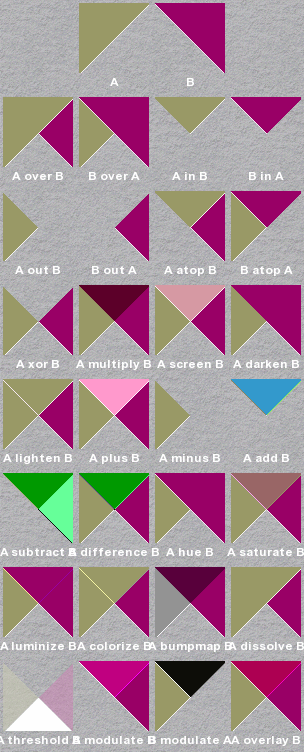 A B
A over B B over A A in B B in A
A out B B out A A atop B B atop A
A xor B A multiply B A screen B A darken B
A lighten B A plus B A minus B A add B
A subtract B A difference B A hue B A saturate B
A luminize B A colorize B A bumpmap B A dissolve B
A threshold B A modulate B B modulate A A overlay B